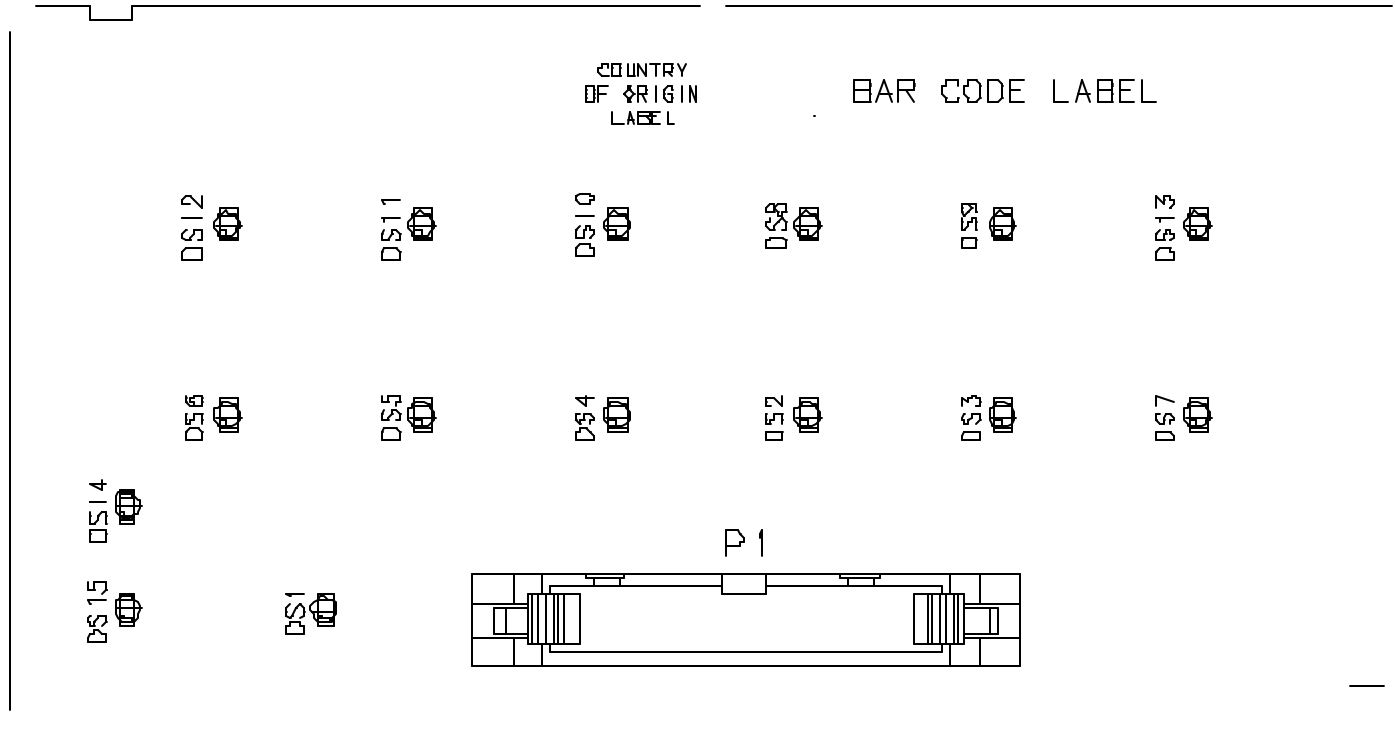 COUNTRY
OF ORIGIN
LABEL
BAR CODE LABEL
DS12
DS11
DS10
DS8
DS9
DS13
DS6
DS5
DS4
DS2
DS3
DS7
DS14
P1
DS15
DS1